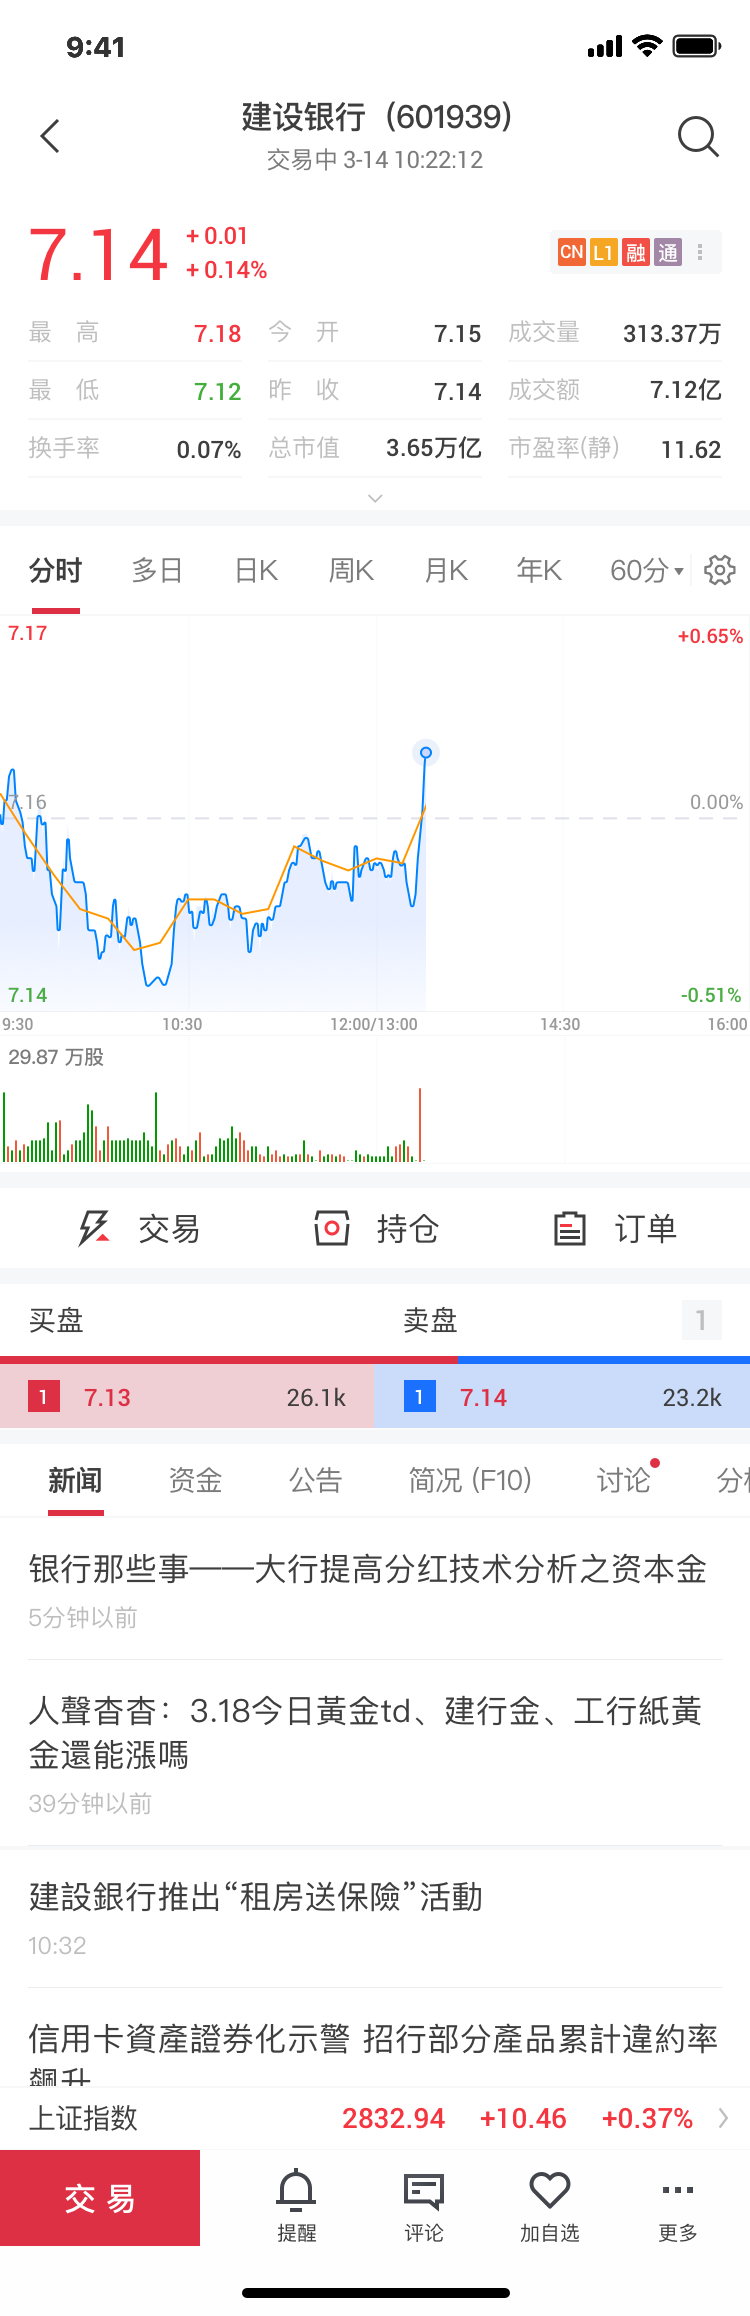 9:41
建设银行（601939）
交易中 3-14 10:22:12
7.14
+ 0.01
+ 0.14%
CN L1 融 通
最 高 7.18 今 开 7.15 成交量 313.37万
最 低 7.12 昨 收 7.14 成交额 7.12亿
换手率 0.07% 总市值 3.65万亿 市盈率(静) 11.62
分时 多日 日K 周K 月K 年K 60分
7.17 +0.65%
7.16 0.00%
7.14 -0.51%
9:30 10:30 12:00/13:00 14:30 16:00
29.87 万股
交易 持仓 订单
买盘 卖盘 1
1 7.13 26.1k 1 7.14 23.2k
新闻 资金 公告 简况 (F10) 讨论 分析
银行那些事——大行提高分红技术分析之资本金
5分钟以前
人聲杳杳：3.18今日黃金td、建行金、工行紙黃
金還能漲嗎
39分钟以前
建設銀行推出“租房送保險”活動
10:32
信用卡資產證券化示警 招行部分產品累計違約率
飆升
上证指数 2832.94 +10.46 +0.37%
交 易
提醒 评论 加自选 更多